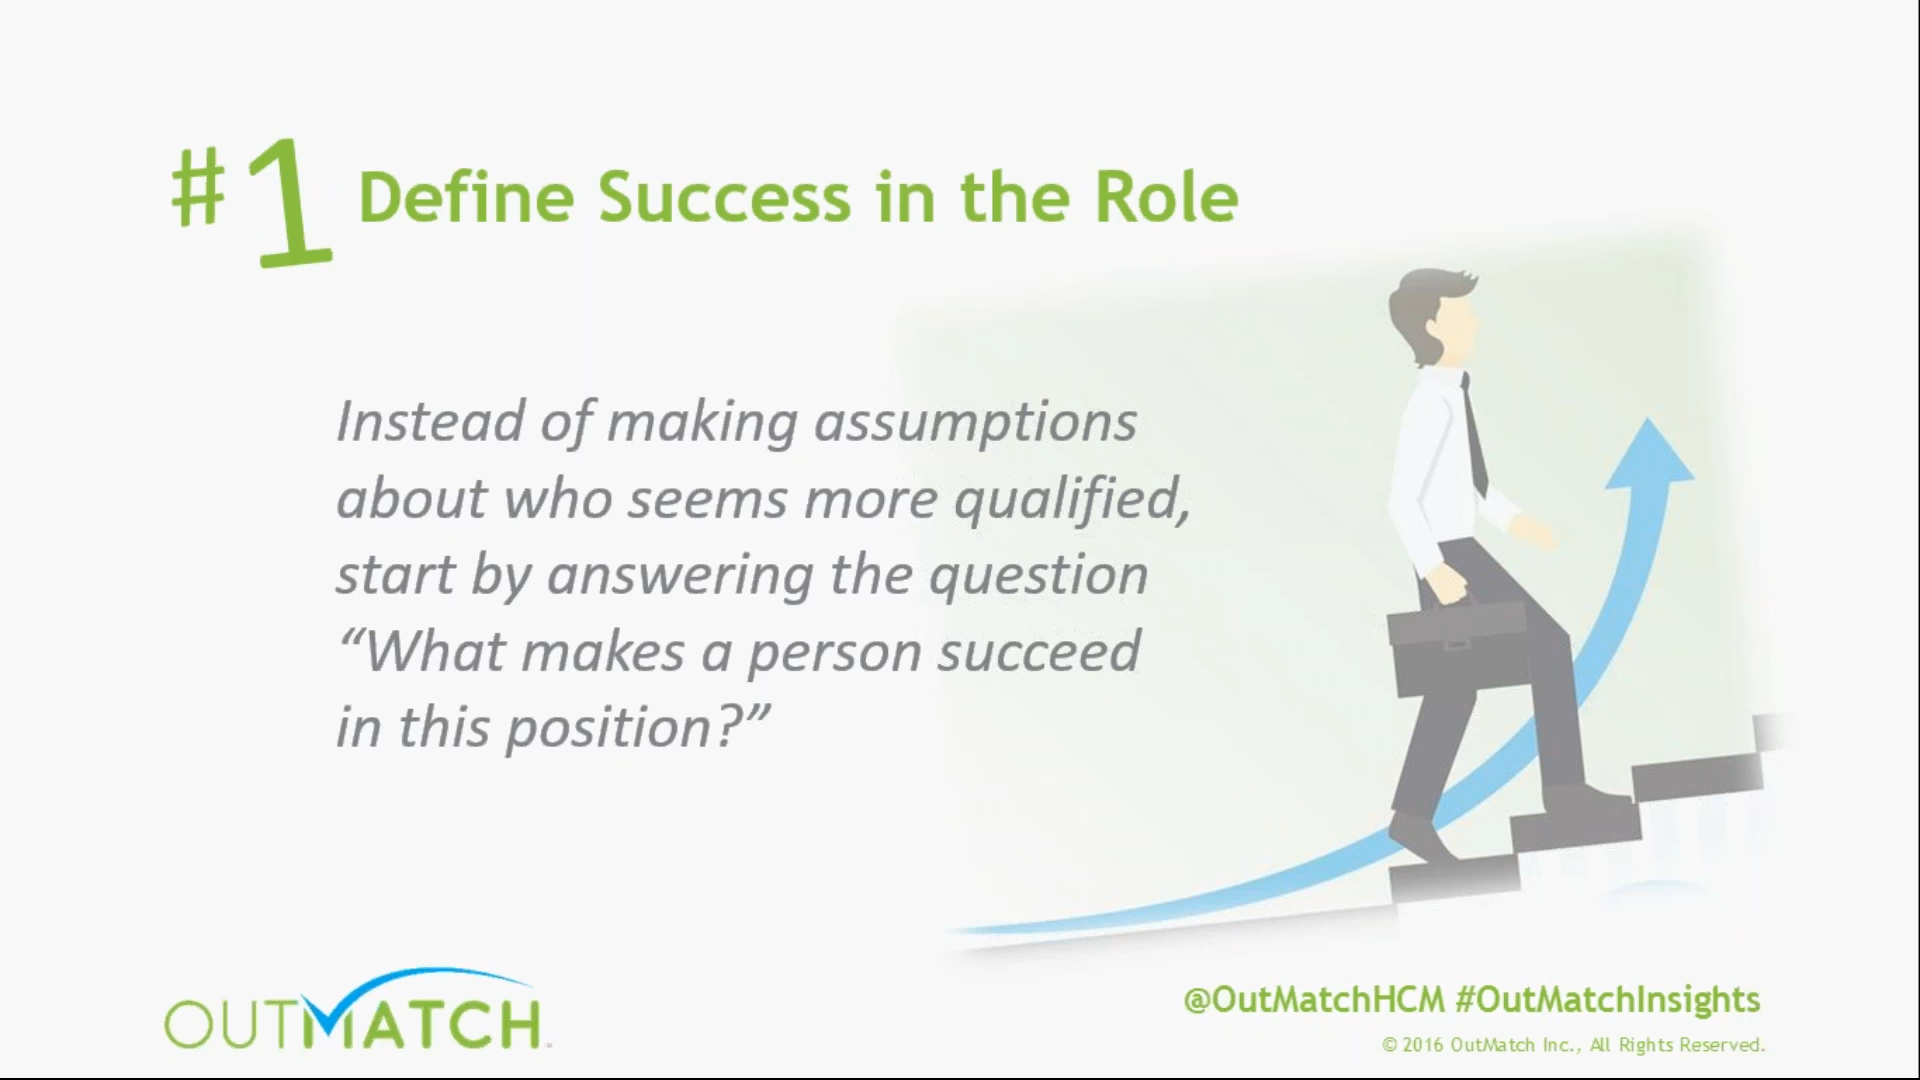 #1 Define Success in the Role
Instead of making assumptions
about who seems more qualified,
start by answering the question
“What makes a person succeed
in this position?”
OUTMATCH
@OutMatchHCM #OutMatchInsights
© 2016 OutMatch Inc., All Rights Reserved.